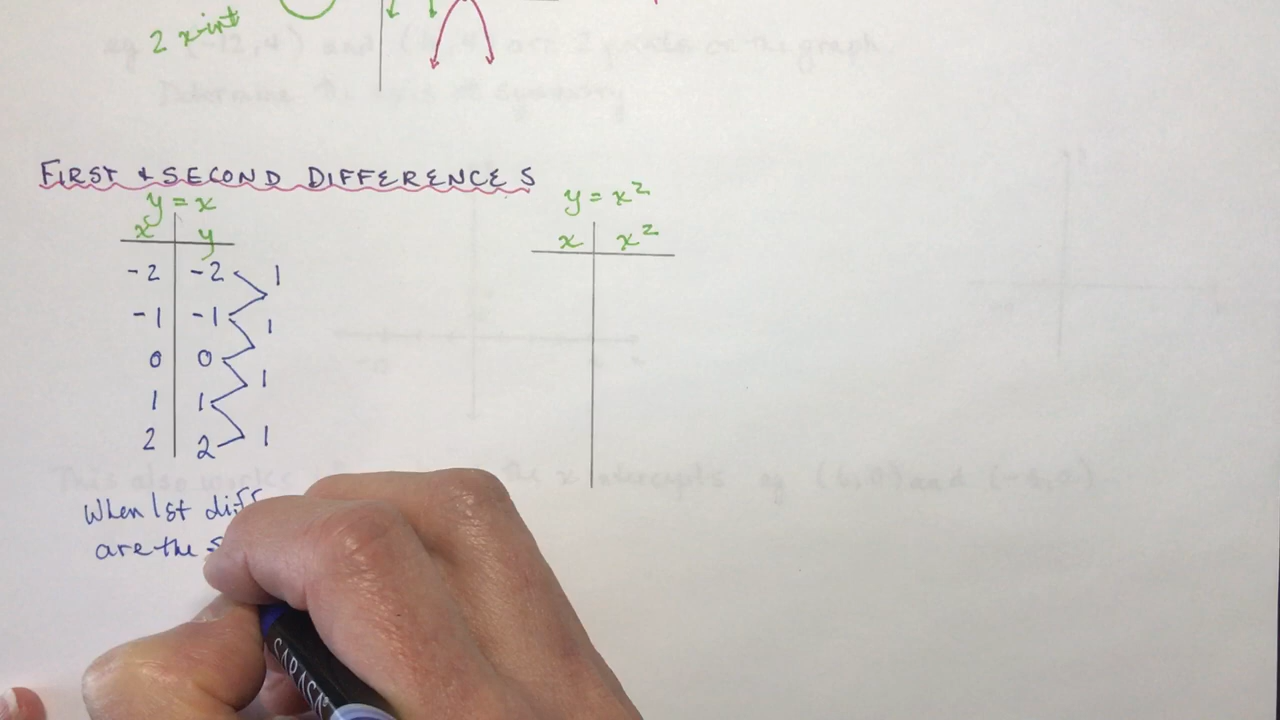 2 x-int
FIRST & SECOND DIFFERENCES
y = x
x y
-2 -2 1
-1 -1 1
0 0 1
1 1 1
2 2
When 1st diff
are the s
y = x²
x x²
SARASA